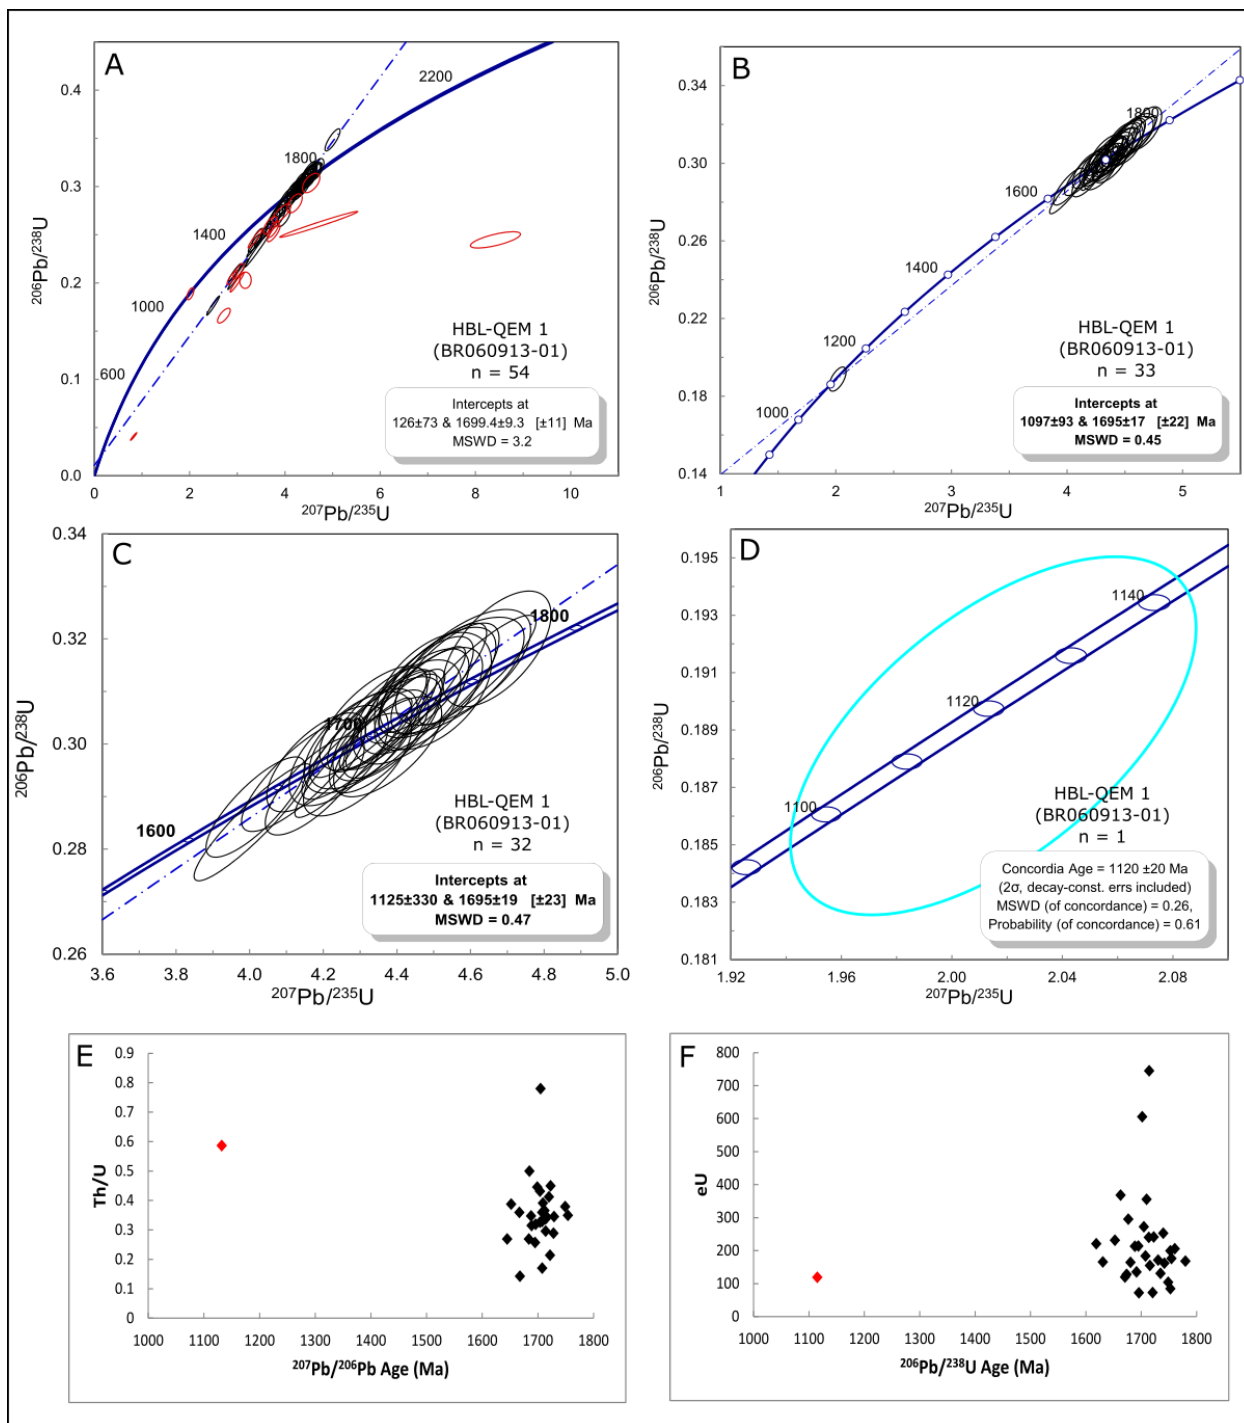 A
2200
1800
1400
1000
600
0.4
0.3
0.2
0.1
0.0
0
2
4
6
8
10
²⁰⁶Pb/²³⁸U
²⁰⁷Pb/²³⁵U
HBL-QEM 1
(BR060913-01)
n = 54
Intercepts at
126±73 & 1699.4±9.3 [±11] Ma
MSWD = 3.2
B
1800
1600
1400
1200
1000
0.34
0.30
0.26
0.22
0.18
0.14
1
2
3
4
5
²⁰⁶Pb/²³⁸U
²⁰⁷Pb/²³⁵U
HBL-QEM 1
(BR060913-01)
n = 33
Intercepts at
1097±93 & 1695±17 [±22] Ma
MSWD = 0.45
C
1800
1700
1600
0.34
0.32
0.30
0.28
0.26
3.6
3.8
4.0
4.2
4.4
4.6
4.8
5.0
²⁰⁶Pb/²³⁸U
²⁰⁷Pb/²³⁵U
HBL-QEM 1
(BR060913-01)
n = 32
Intercepts at
1125±330 & 1695±19 [±23] Ma
MSWD = 0.47
D
1140
1120
1100
0.195
0.193
0.191
0.189
0.187
0.185
0.183
0.181
1.92
1.96
2.00
2.04
2.08
²⁰⁶Pb/²³⁸U
²⁰⁷Pb/²³⁵U
HBL-QEM 1
(BR060913-01)
n = 1
Concordia Age = 1120 ±20 Ma
(2σ, decay-const. errs included)
MSWD (of concordance) = 0.26,
Probability (of concordance) = 0.61
E
0.9
0.8
0.7
0.6
0.5
0.4
0.3
0.2
0.1
0
Th/U
1000
1100
1200
1300
1400
1500
1600
1700
1800
²⁰⁷Pb/²⁰⁶Pb Age (Ma)
F
800
700
600
500
400
300
200
100
0
eU
1000
1100
1200
1300
1400
1500
1600
1700
1800
²⁰⁶Pb/²³⁸U Age (Ma)